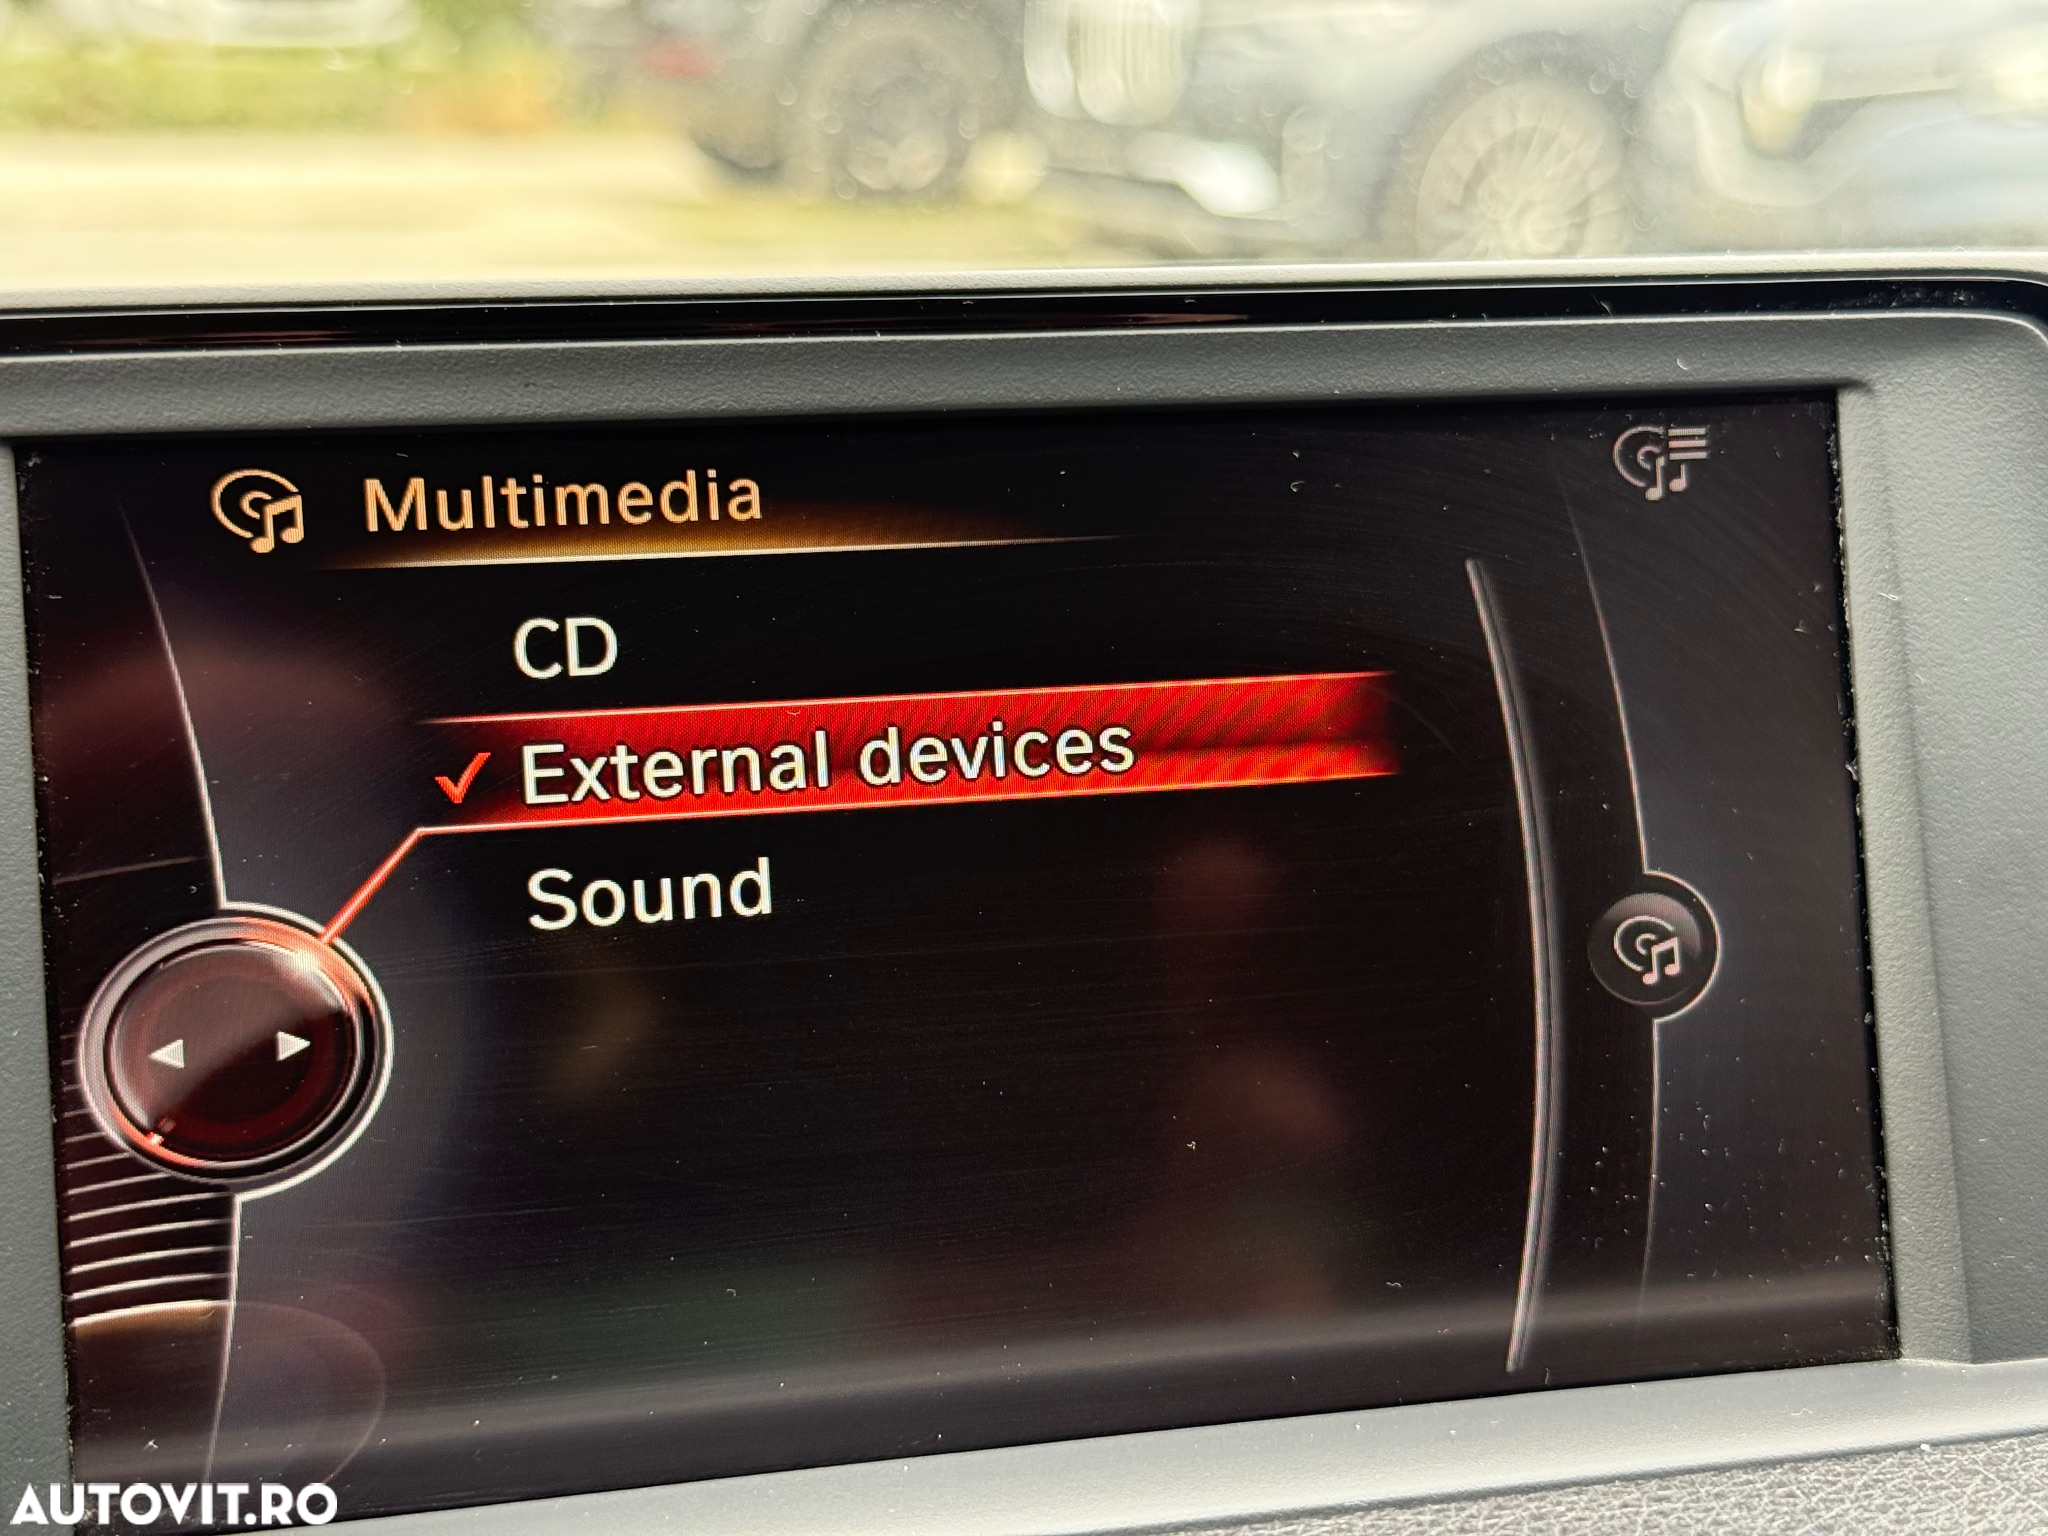 Multimedia
CD
External devices
Sound
AUTOVIT.RO